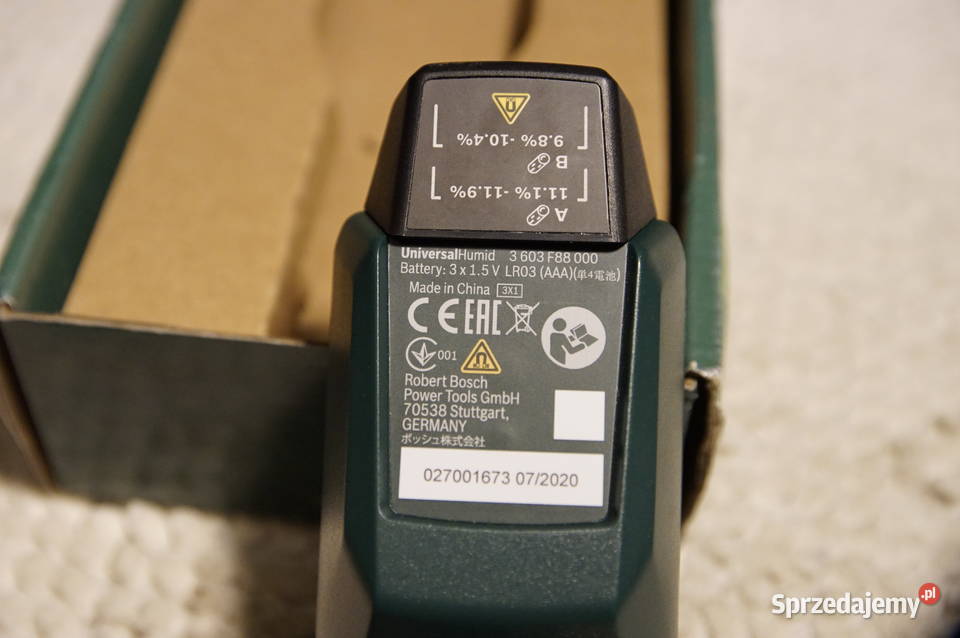 A
11.1% -11.9%
B
9.8% -10.4%
UniversalHumid 3 603 F88 000
Battery: 3 x 1.5 V LR03 (AAA)(単4電池)
Made in China 3X1
CE EAC
001
Robert Bosch
Power Tools GmbH
70538 Stuttgart,
GERMANY
ボッシュ株式会社
027001673 07/2020
Sprzedajemy.pl